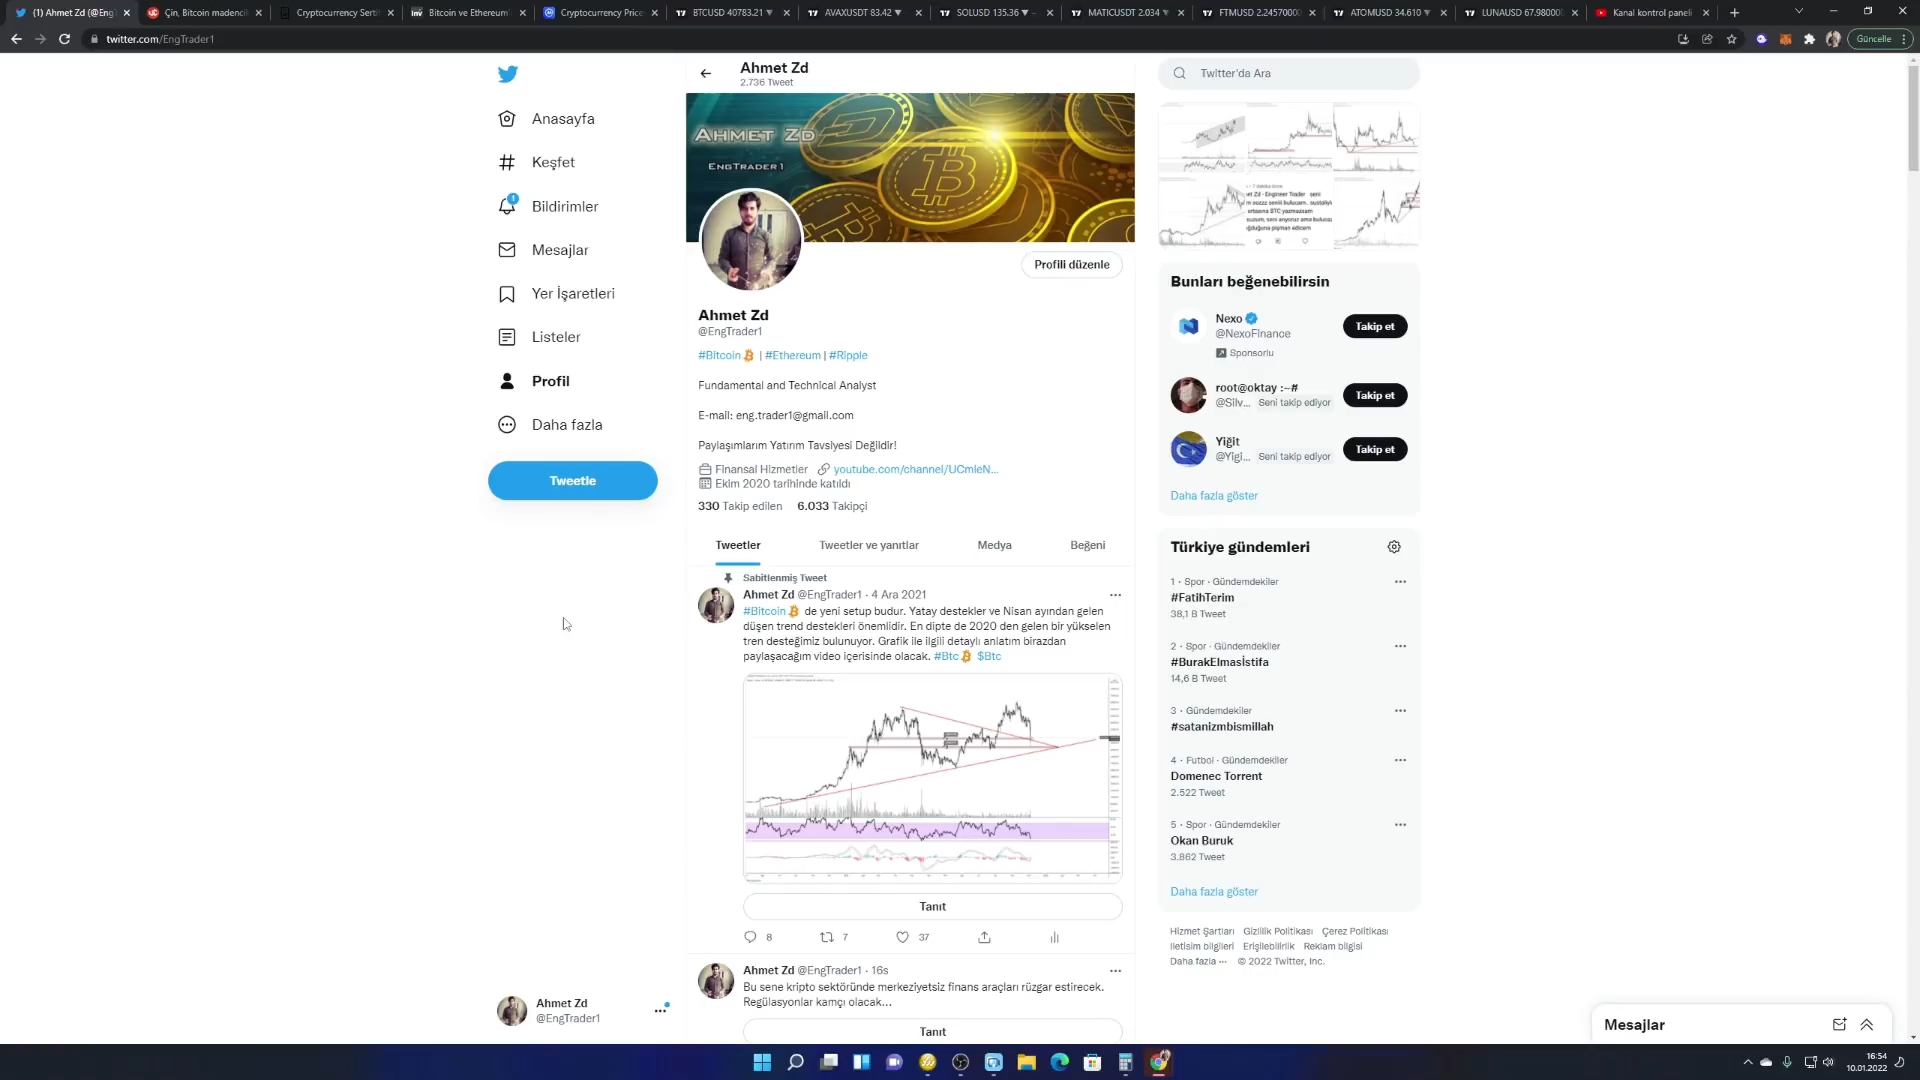 (1) Ahmet Zd (@Eng
Çin, Bitcoin madenci
Cryptocurrency Serti
Bitcoin ve Ethereum'
Cryptocurrency Price
BTCUSD 40783.21 ▼
AVAXUSDT 83.42 ▼
SOLUSD 135.36 ▼ −
MATICUSDT 2.034 ▼
FTMUSD 2.24570000
ATOMUSD 34.610 ▼
LUNAUSD 67.980000
Kanal kontrol paneli
twitter.com/EngTrader1
Güncelle
Anasayfa
Keşfet
1
Bildirimler
Mesajlar
Yer İşaretleri
Listeler
Profil
Daha fazla
Tweetle
Ahmet Zd
@EngTrader1
Ahmet Zd
2.736 Tweet
AHMET ZD
ENGTRADER1
Profili düzenle
Ahmet Zd
@EngTrader1
#Bitcoin | #Ethereum | #Ripple
Fundamental and Technical Analyst
E-mail: eng.trader1@gmail.com
Paylaşımlarım Yatırım Tavsiyesi Değildir!
Finansal Hizmetler youtube.com/channel/UCmleN...
Ekim 2020 tarihinde katıldı
330 Takip edilen 6.033 Takipçi
Tweetler Tweetler ve yanıtlar Medya Beğeni
Sabitlenmiş Tweet
Ahmet Zd @EngTrader1 · 4 Ara 2021
#Bitcoin de yeni setup budur. Yatay destekler ve Nisan ayından gelen
düşen trend destekleri önemlidir. En dipte de 2020 den gelen bir yükselen
tren desteğimiz bulunuyor. Grafik ile ilgili detaylı anlatım birazdan
paylaşacağım video içerisinde olacak. #Btc $Btc
Tanıt
8 7 37
Ahmet Zd @EngTrader1 · 16s
Bu sene kripto sektöründe merkeziyetsiz finans araçları rüzgar estirecek.
Regülasyonlar kamçı olacak...
Tanıt
Twitter'da Ara
Bunları beğenebilirsin
Nexo
@NexoFinance
Sponsorlu
Takip et
root@oktay :~#
@Silv... Seni takip ediyor
Takip et
Yiğit
@Yigi... Seni takip ediyor
Takip et
Daha fazla göster
Türkiye gündemleri
1 · Spor · Gündemdekiler
#FatihTerim
38,1 B Tweet
2 · Spor · Gündemdekiler
#BurakElmasİstifa
14,6 B Tweet
3 · Gündemdekiler
#satanizmbismillah
4 · Futbol · Gündemdekiler
Domenec Torrent
2.522 Tweet
5 · Spor · Gündemdekiler
Okan Buruk
3.862 Tweet
Daha fazla göster
Hizmet Şartları Gizlilik Politikası Çerez Politikası
İletişim bilgileri Erişilebilirlik Reklam bilgisi
Daha fazla ··· © 2022 Twitter, Inc.
Mesajlar
16:54
10.01.2022